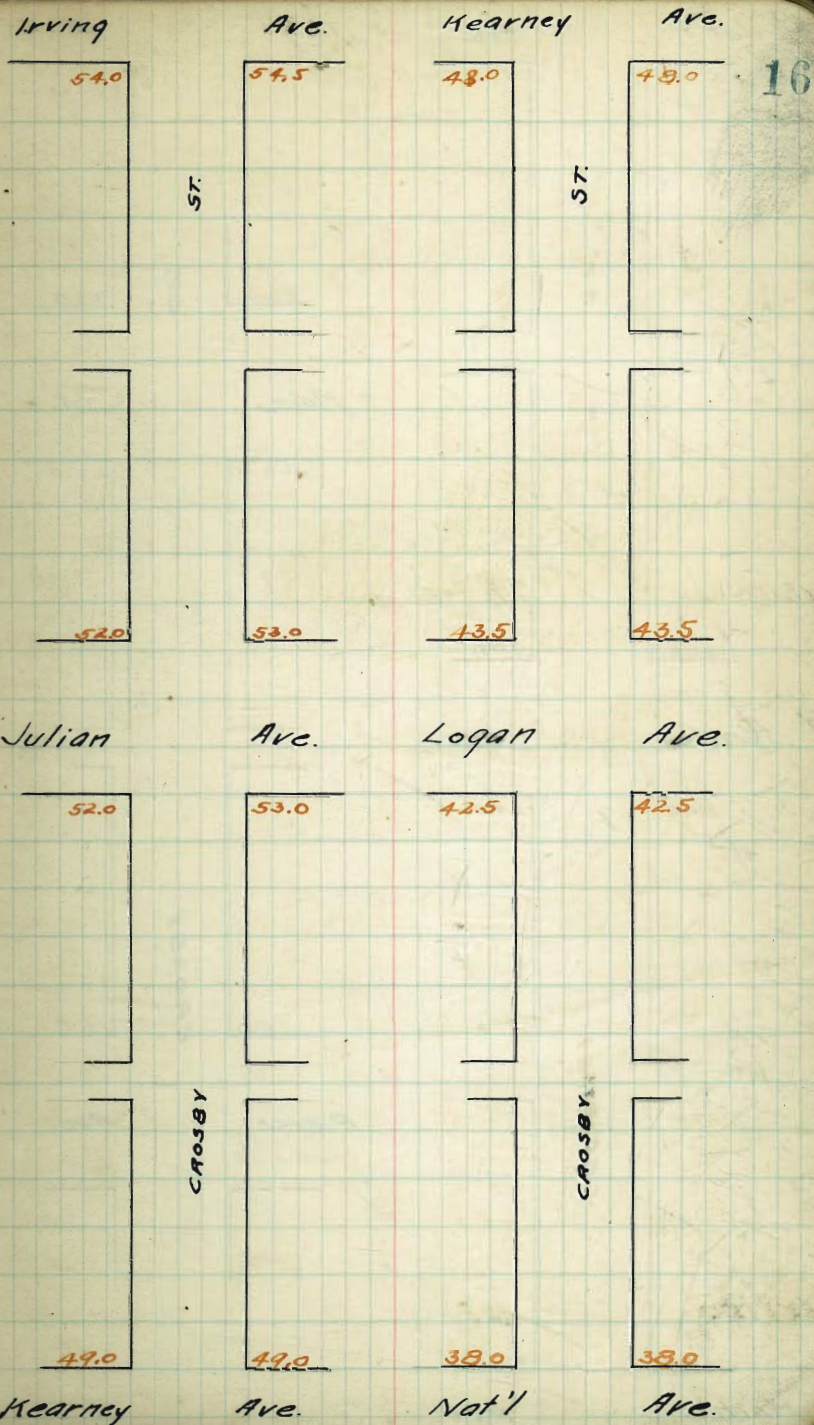 Irving Ave. Kearney Ave.
16
54.0 54.5 48.0 48.0
ST. ST.
52.0 53.0 43.5 43.5
Julian Ave. Logan Ave.
52.0 53.0 42.5 42.5
CROSBY CROSBY
49.0 49.0 38.0 38.0
Kearney Ave. Nat'l Ave.